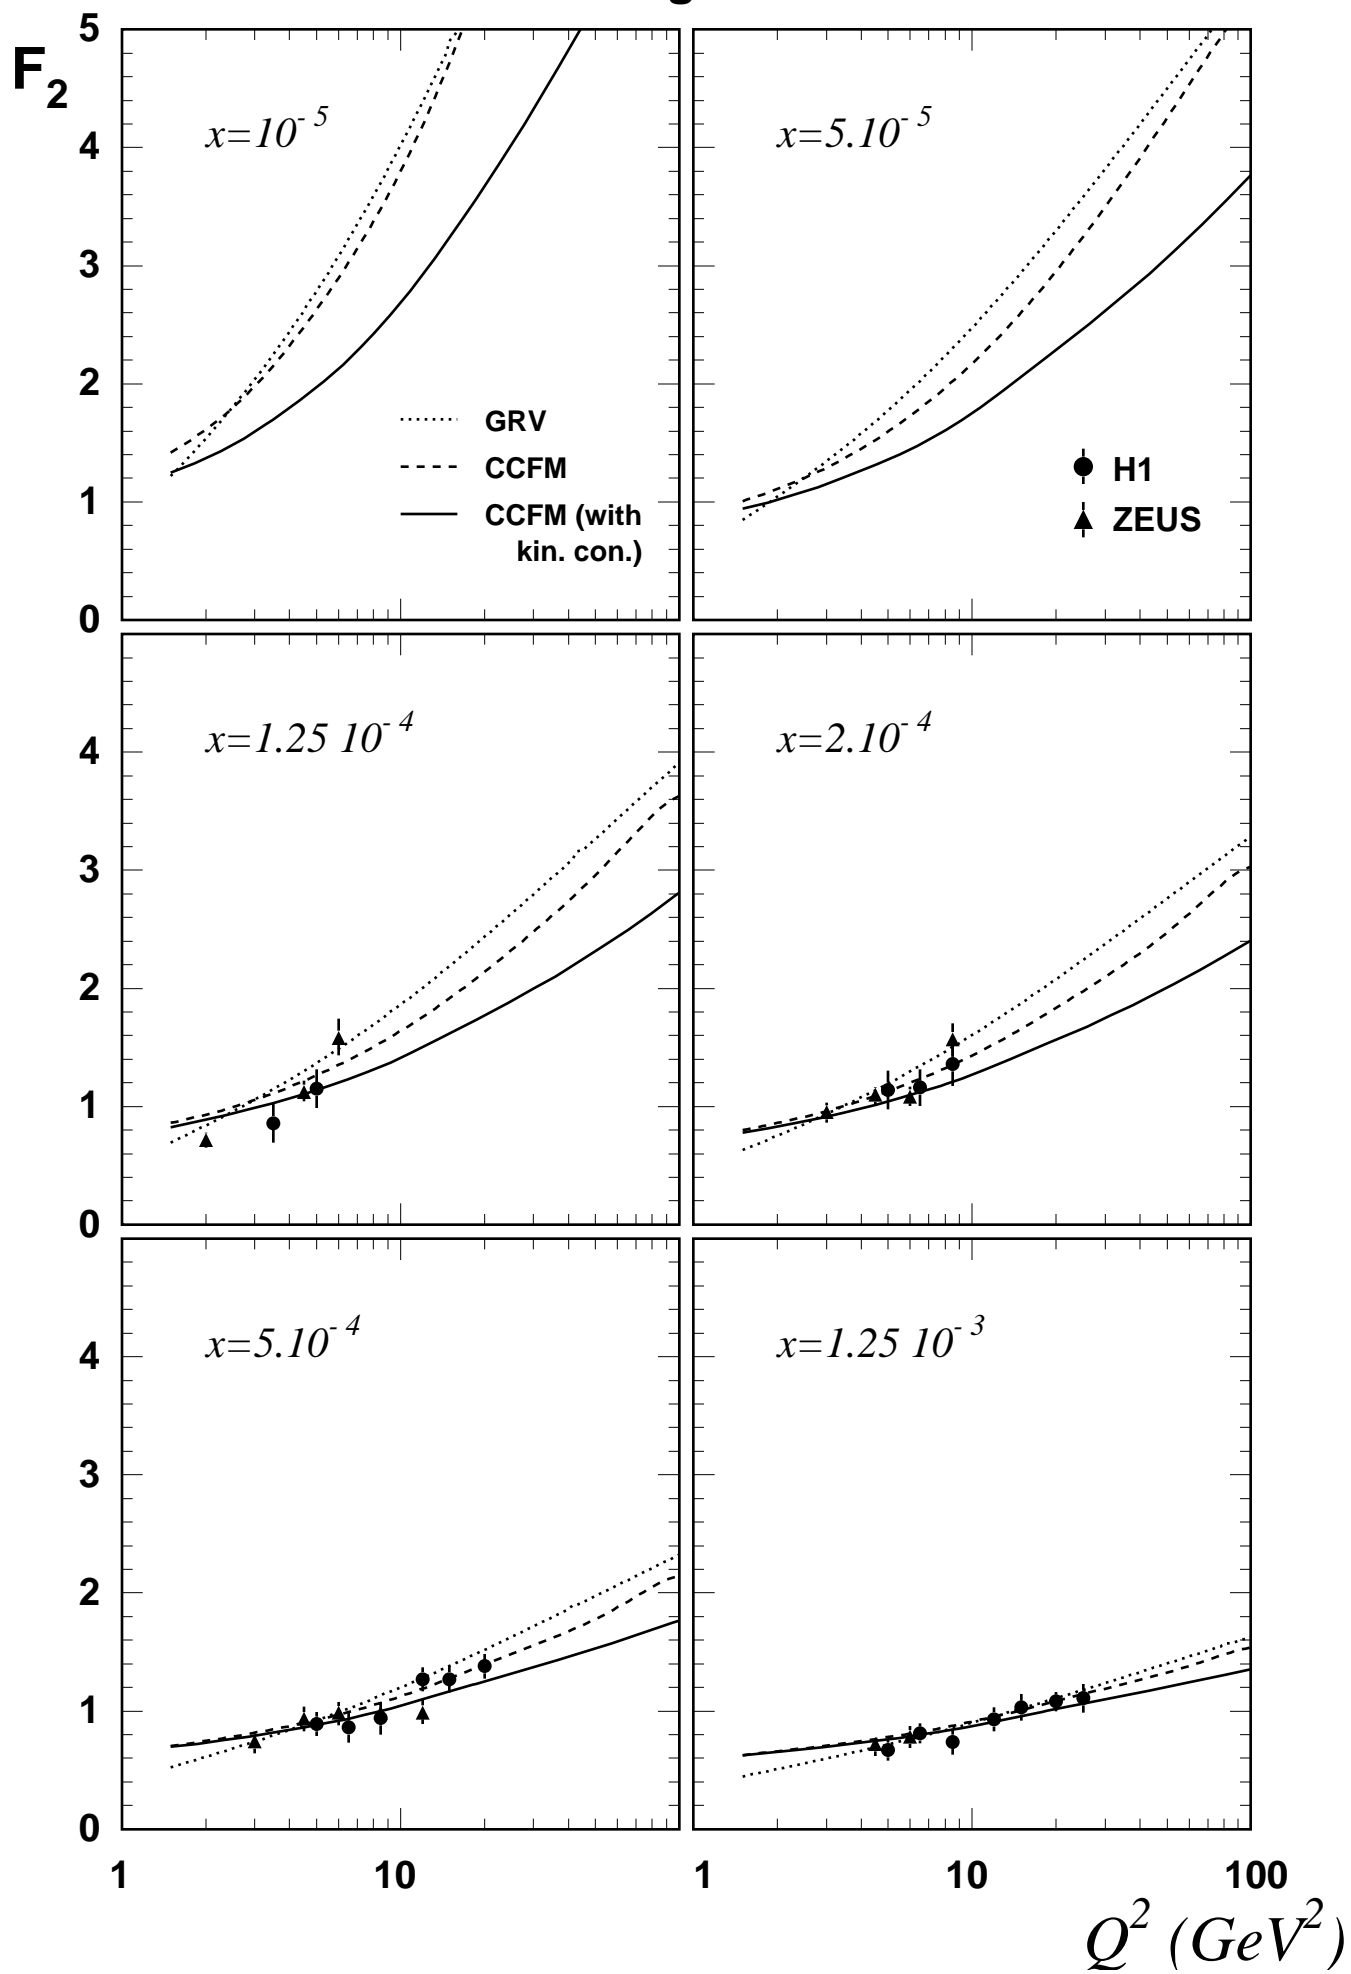 g
5
F2
x=10^-5
x=5.10^-5
4
3
2
GRV
CCFM
H1
CCFM (with
kin. con.)
ZEUS
1
0
x=1.25 10^-4
x=2.10^-4
4
3
2
1
0
x=5.10^-4
x=1.25 10^-3
4
3
2
1
0
1 10 1 10 100
Q^2 (GeV^2)